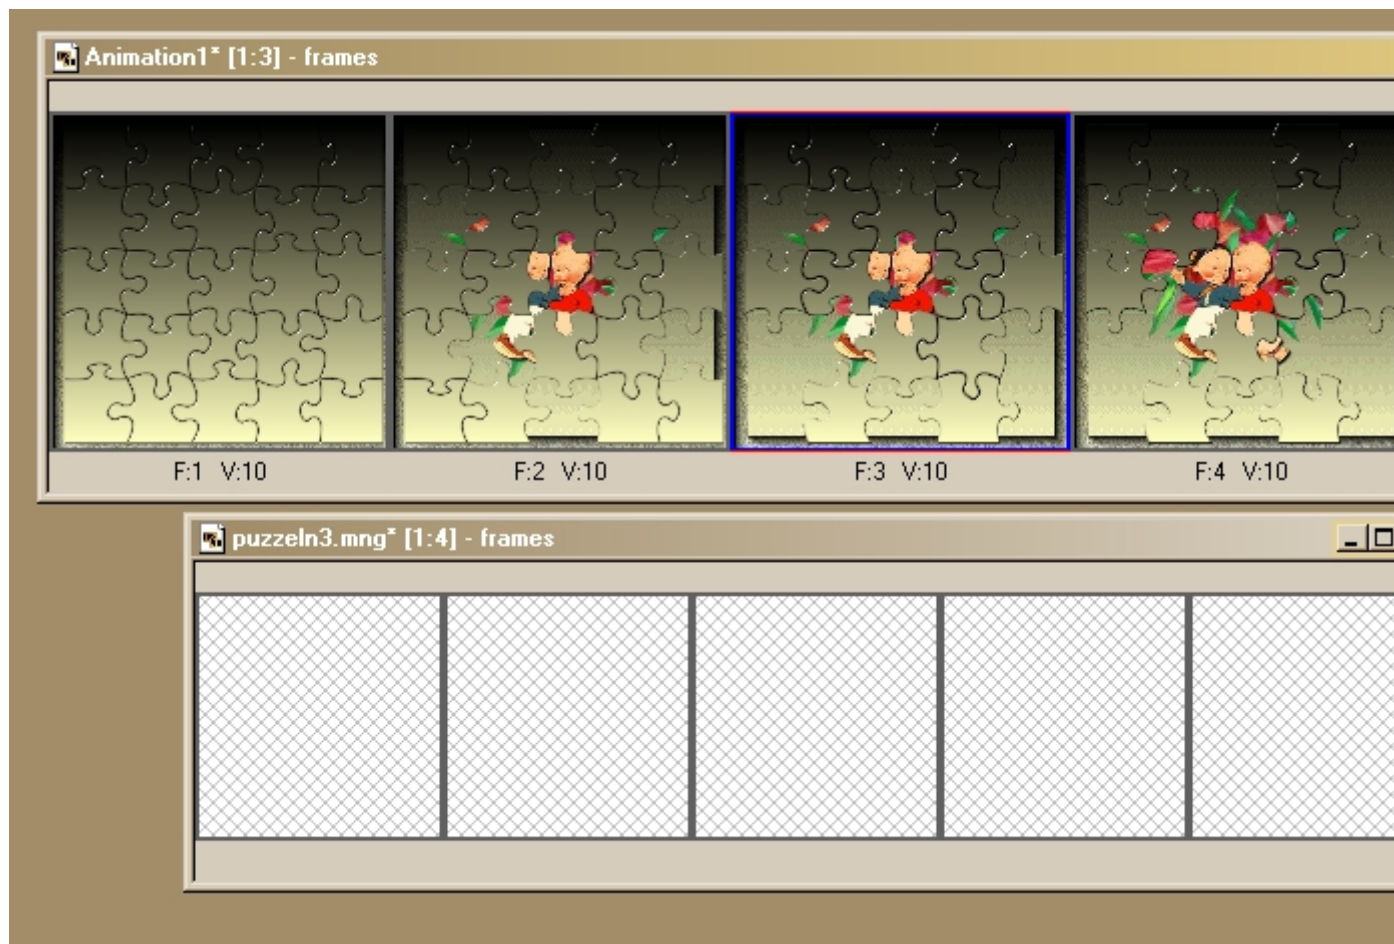 Animation1* [1:3] - frames
F:1 V:10
F:2 V:10
F:3 V:10
F:4 V:10
puzzeln3.mng* [1:4] - frames